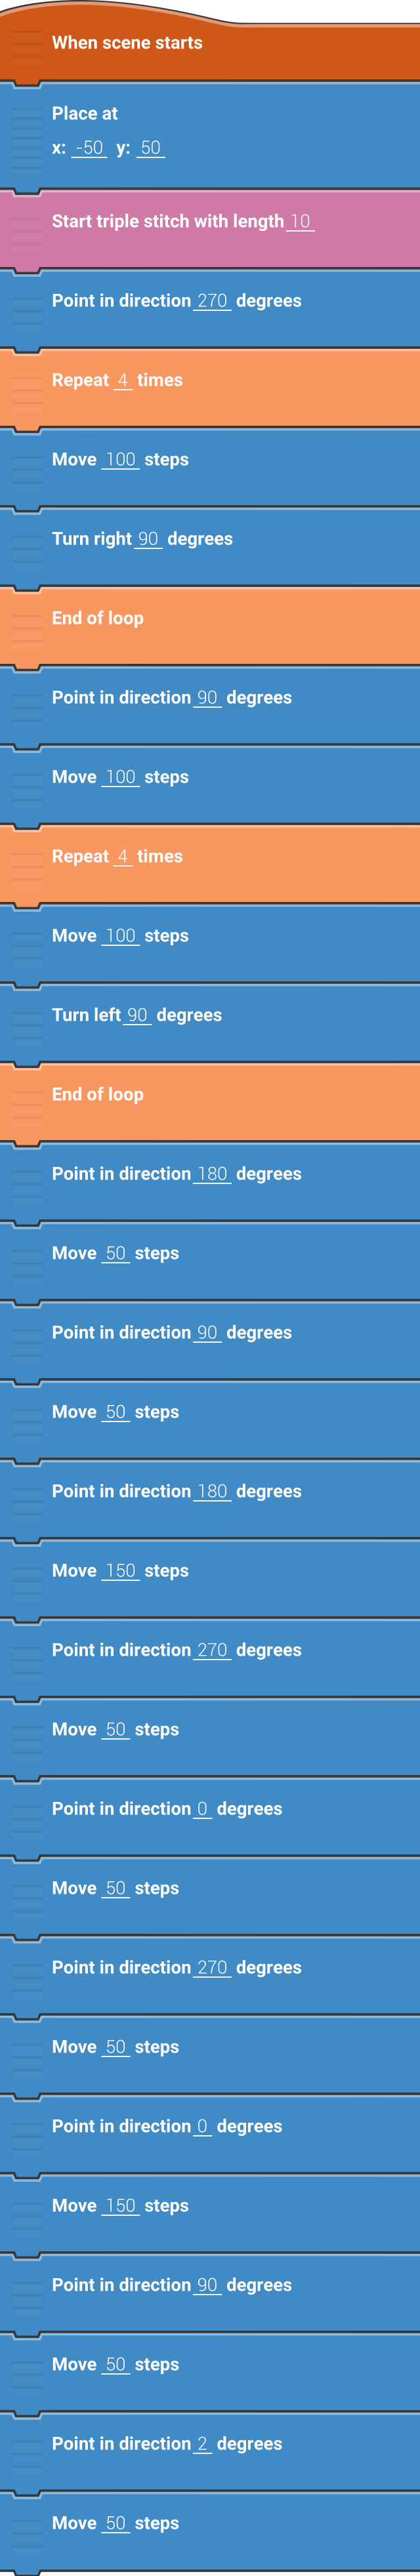 When scene starts
Place at
x: -50 y: 50
Start triple stitch with length 10
Point in direction 270 degrees
Repeat 4 times
Move 100 steps
Turn right 90 degrees
End of loop
Point in direction 90 degrees
Move 100 steps
Repeat 4 times
Move 100 steps
Turn left 90 degrees
End of loop
Point in direction 180 degrees
Move 50 steps
Point in direction 90 degrees
Move 50 steps
Point in direction 180 degrees
Move 150 steps
Point in direction 270 degrees
Move 50 steps
Point in direction 0 degrees
Move 50 steps
Point in direction 270 degrees
Move 50 steps
Point in direction 0 degrees
Move 150 steps
Point in direction 90 degrees
Move 50 steps
Point in direction 2 degrees
Move 50 steps